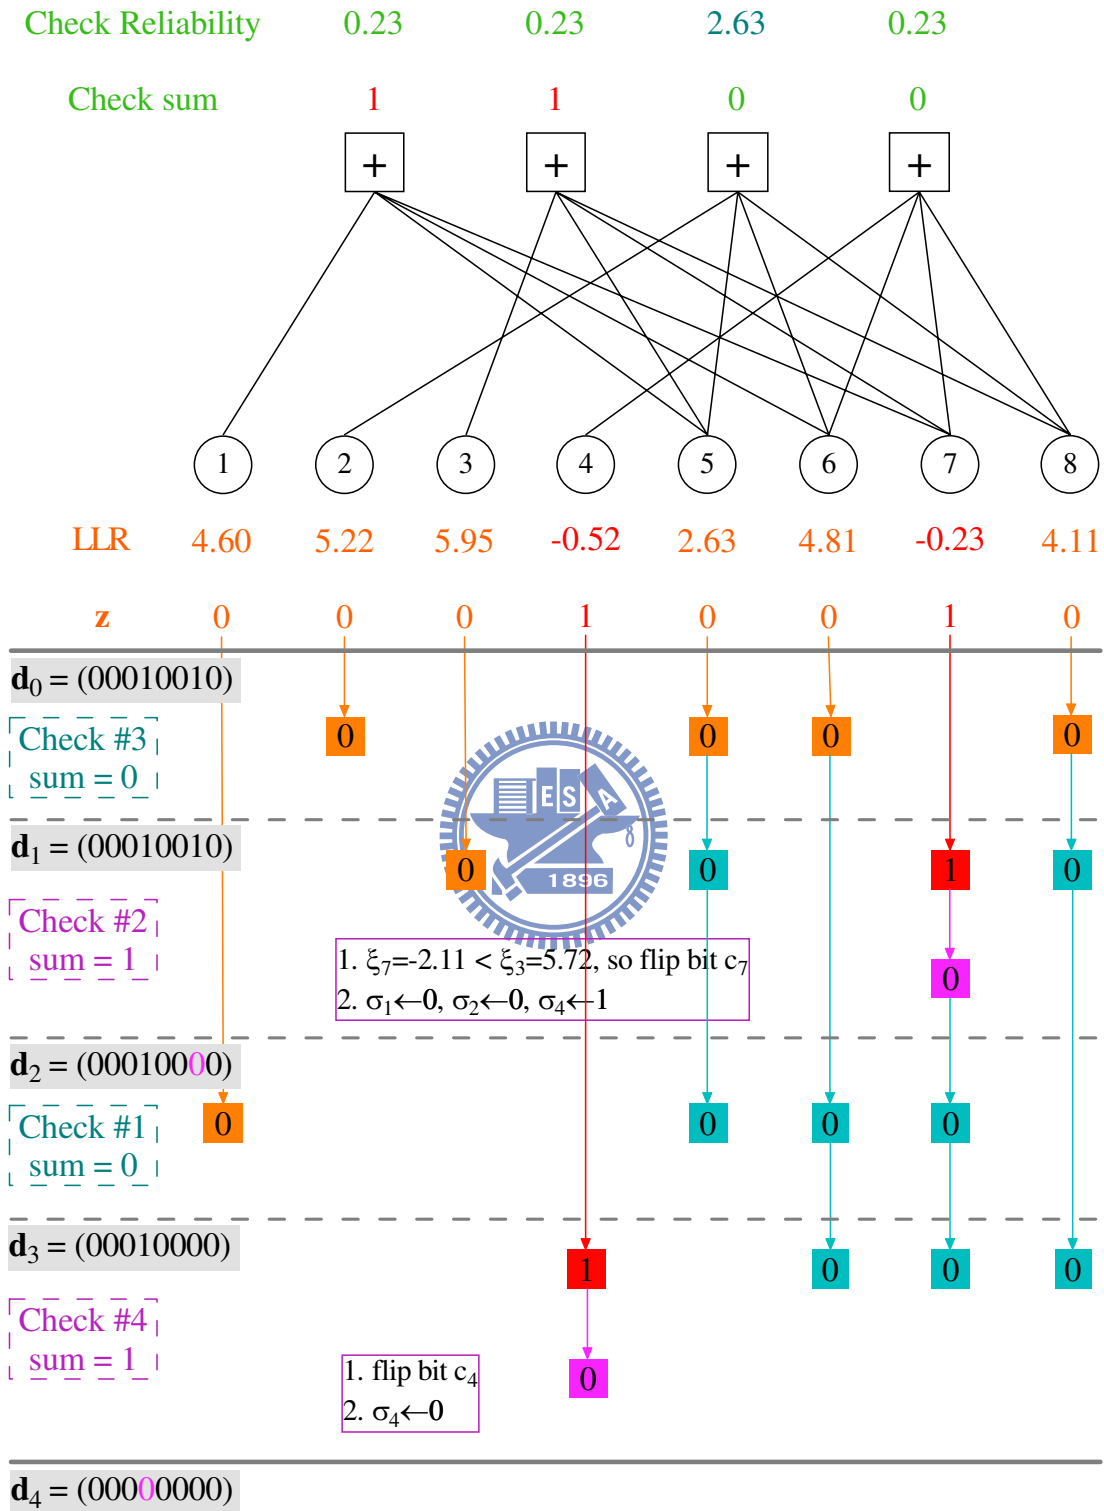 Check Reliability 0.23 0.23 2.63 0.23
Check sum 1 1 0 0
+ + + +
1 2 3 4 5 6 7 8
LLR 4.60 5.22 5.95 -0.52 2.63 4.81 -0.23 4.11
z 0 0 0 1 0 0 1 0
d0 = (00010010)
Check #3
sum = 0
0 0 0 0
E S A
d1 = (00010010)
0 0 1 0
1896
Check #2
sum = 1
1. ξ7=-2.11 < ξ3=5.72, so flip bit c7
0
2. σ1←0, σ2←0, σ4←1
d2 = (00010000)
Check #1
sum = 0
0 0 0 0
d3 = (00010000)
1 0 0 0
Check #4
sum = 1
1. flip bit c4
0
2. σ4←0
d4 = (00000000)